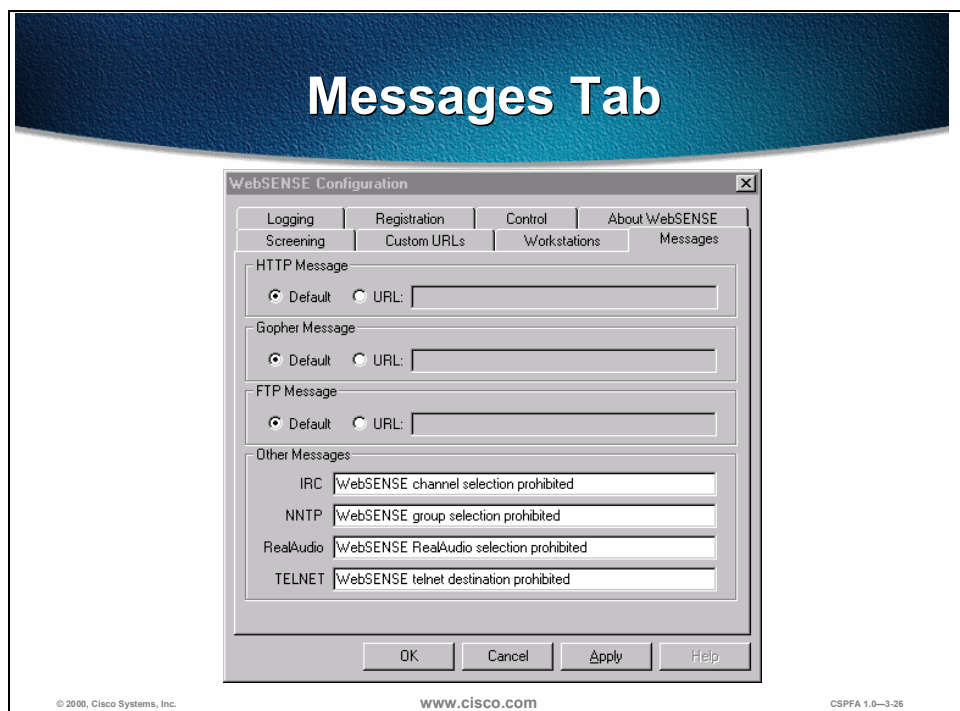 Messages Tab
WebSENSE Configuration
Logging Registration Control About WebSENSE
Screening Custom URLs Workstations Messages
HTTP Message
Default URL:
Gopher Message
Default URL:
FTP Message
Default URL:
Other Messages
IRC WebSENSE channel selection prohibited
NNTP WebSENSE group selection prohibited
RealAudio WebSENSE RealAudio selection prohibited
TELNET WebSENSE telnet destination prohibited
OK Cancel Apply Help
© 2000, Cisco Systems, Inc. www.cisco.com CSPFA 1.0—3-26